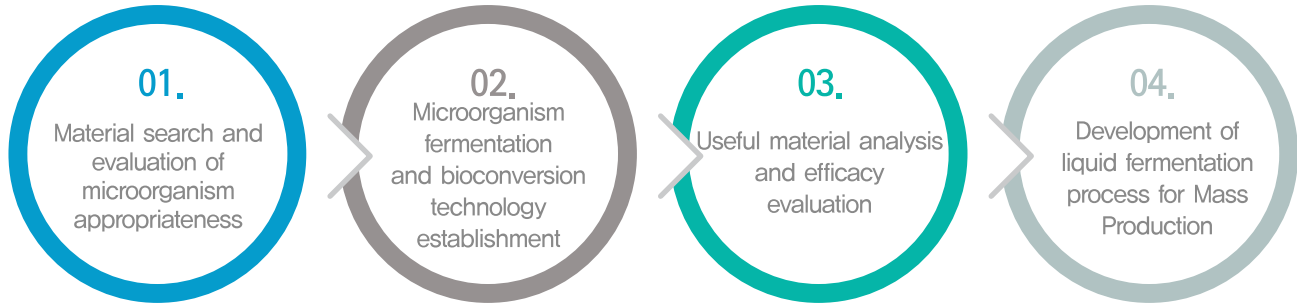 01.
Material search and
evaluation of
microorganism
appropriateness
02.
Microorganism
fermentation
and bioconversion
technology
establishment
03.
Useful material analysis
and efficacy
evaluation
04.
Development of
liquid fermentation
process for Mass
Production